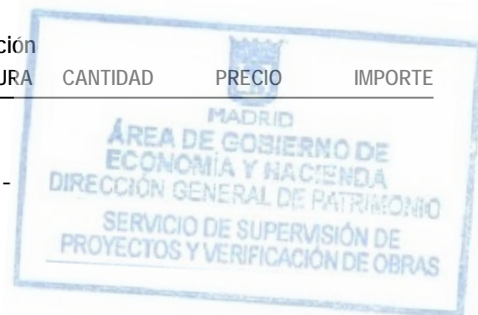 ción
URA CANTIDAD PRECIO IMPORTE
MADRID
ÁREA DE GOBIERNO DE
ECONOMÍA Y HACIENDA
-
DIRECCIÓN GENERAL DE PATRIMONIO
SERVICIO DE SUPERVISIÓN DE
PROYECTOS Y VERIFICACIÓN DE OBRAS